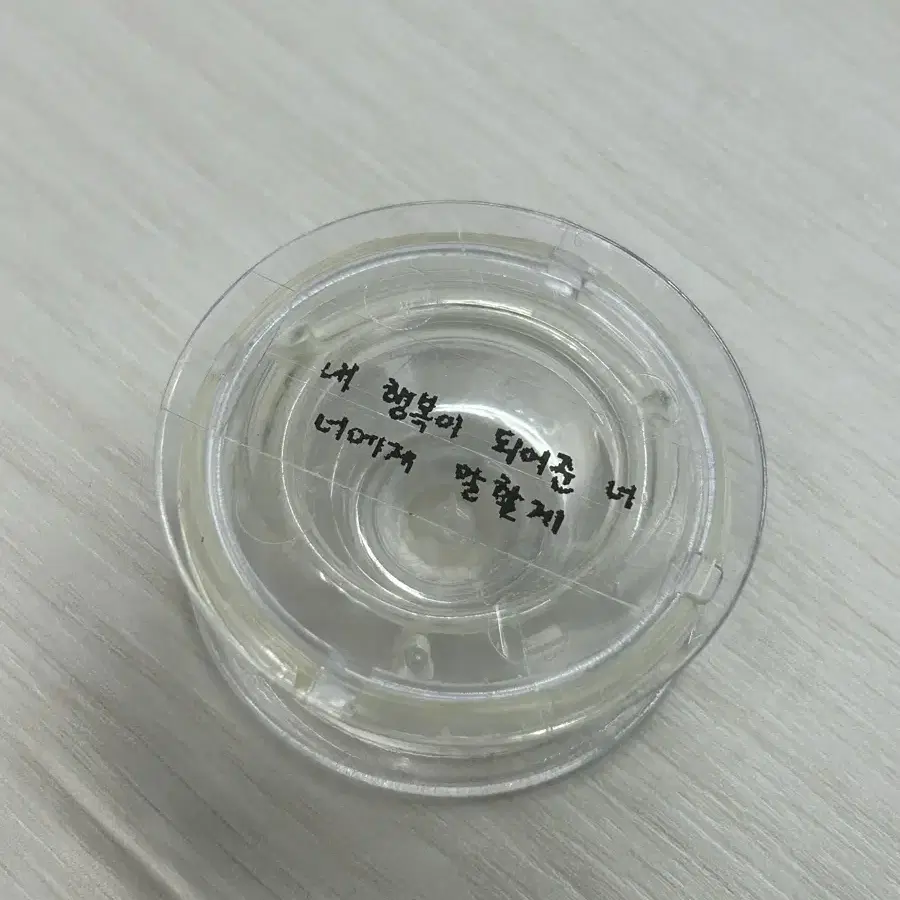 내 행복이 되어준 너
너에게 말할게